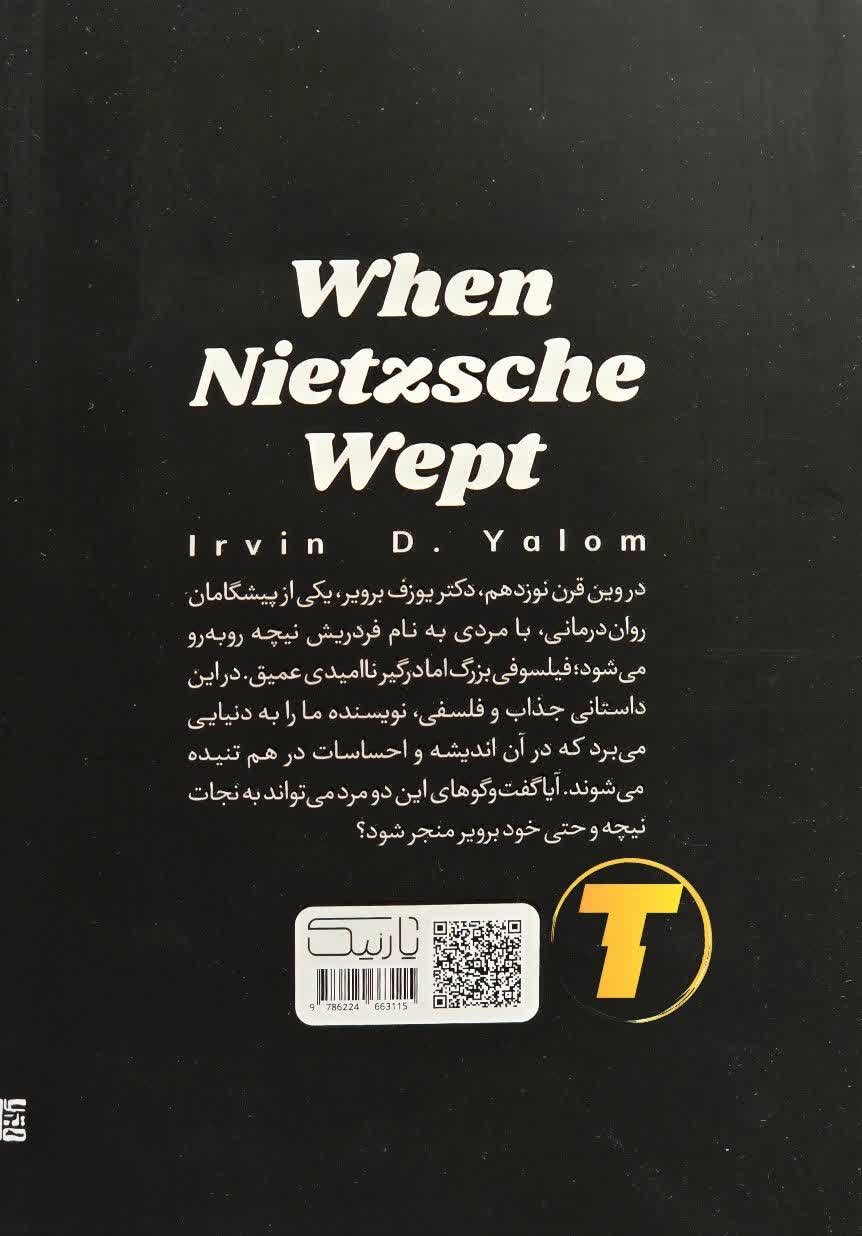 When
Nietzsche
Wept
Irvin D. Yalom
در وین قرن نوزدهم، دکتر یوزف برویر، یکی از پیشگامان
روان‌درمانی، با مردی به نام فردریش نیچه روبه‌رو
می‌شود؛ فیلسوفی بزرگ اما درگیر ناامیدی عمیق. در این
داستانی جذاب و فلسفی، نویسنده ما را به دنیایی
می‌برد که در آن اندیشه و احساسات در هم تنیده
می‌شوند. آیا گفت‌وگوهای این دو مرد می‌تواند به نجات
نیچه و حتی خود برویر منجر شود؟
یارنیک
9 786224 663115
T